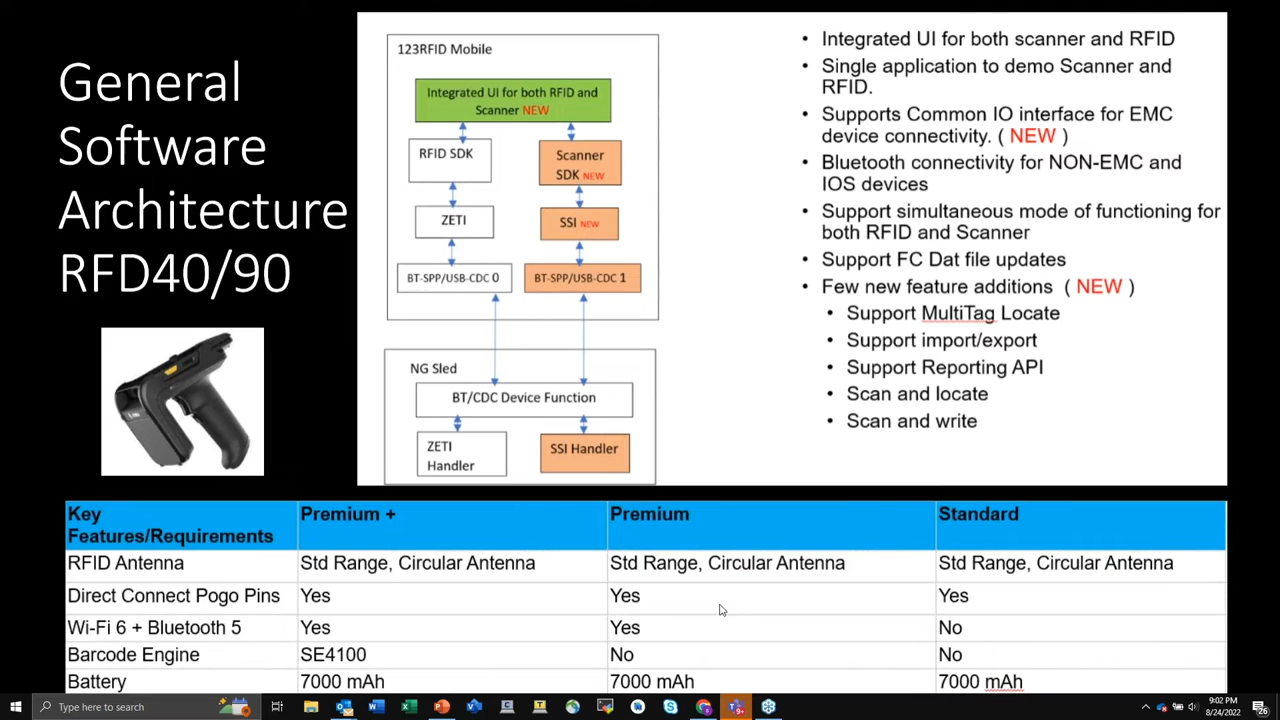 General
Software
Architecture
RFD40/90
123RFID Mobile
Integrated UI for both RFID and
Scanner NEW
RFID SDK
Scanner
SDK NEW
ZETI
SSI NEW
BT-SPP/USB-CDC 0
BT-SPP/USB-CDC 1
NG Sled
BT/CDC Device Function
ZETI
Handler
SSI Handler
• Integrated UI for both scanner and RFID
• Single application to demo Scanner and
RFID.
• Supports Common IO interface for EMC
device connectivity. ( NEW )
• Bluetooth connectivity for NON-EMC and
IOS devices
• Support simultaneous mode of functioning for
both RFID and Scanner
• Support FC Dat file updates
• Few new feature additions ( NEW )
• Support MultiTag Locate
• Support import/export
• Support Reporting API
• Scan and locate
• Scan and write
Key
Features/Requirements
Premium +
Premium
Standard
RFID Antenna Std Range, Circular Antenna Std Range, Circular Antenna Std Range, Circular Antenna
Direct Connect Pogo Pins Yes Yes Yes
Wi-Fi 6 + Bluetooth 5 Yes Yes No
Barcode Engine SE4100 No No
Battery 7000 mAh 7000 mAh 7000 mAh
Type here to search
9:02 PM
8/24/2022